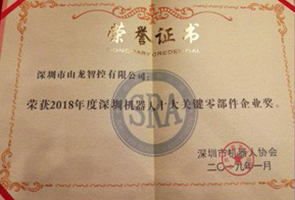 荣誉证书
HONORARY CREDENTIAL
深圳市山龙智控有限公司:
荣获2018年度深圳机器人十大关键零部件企业奖。
SRA
深圳市机器人协会
二〇一九年一月